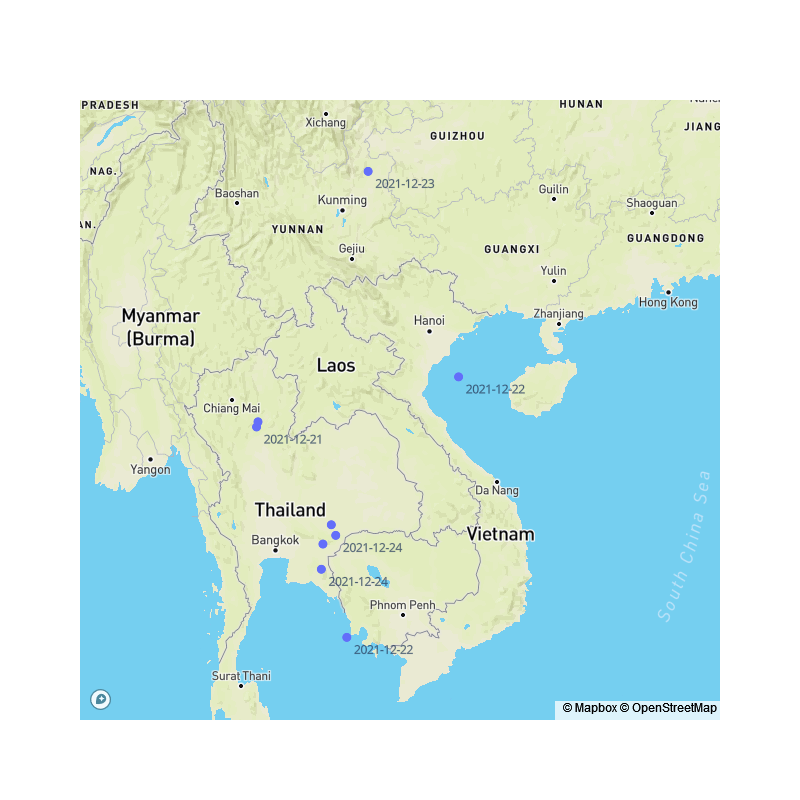 PRADESH
HUNAN
Xichang
GUIZHOU
JIANG
NAG.
2021-12-23
Baoshan
Guilin
Kunming
Shaoguan
AN.
YUNNAN
GUANGDONG
Gejiu
GUANGXI
Yulin
Hong Kong
Myanmar
(Burma)
Hanoi
Zhanjiang
Laos
2021-12-22
Chiang Mai
2021-12-21
Yangon
Da Nang
South China Sea
Thailand
Vietnam
Bangkok
2021-12-24
2021-12-24
Phnom Penh
2021-12-22
Surat Thani
© Mapbox © OpenStreetMap